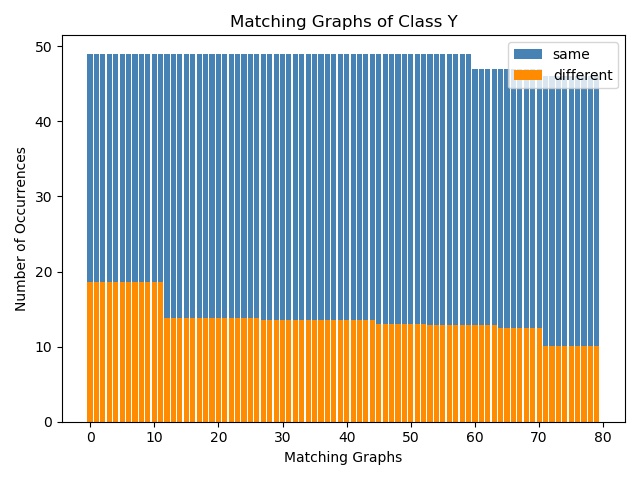 Matching Graphs of Class Y
same
different
50
40
30
20
10
0
Number of Occurrences
0 10 20 30 40 50 60 70 80
Matching Graphs